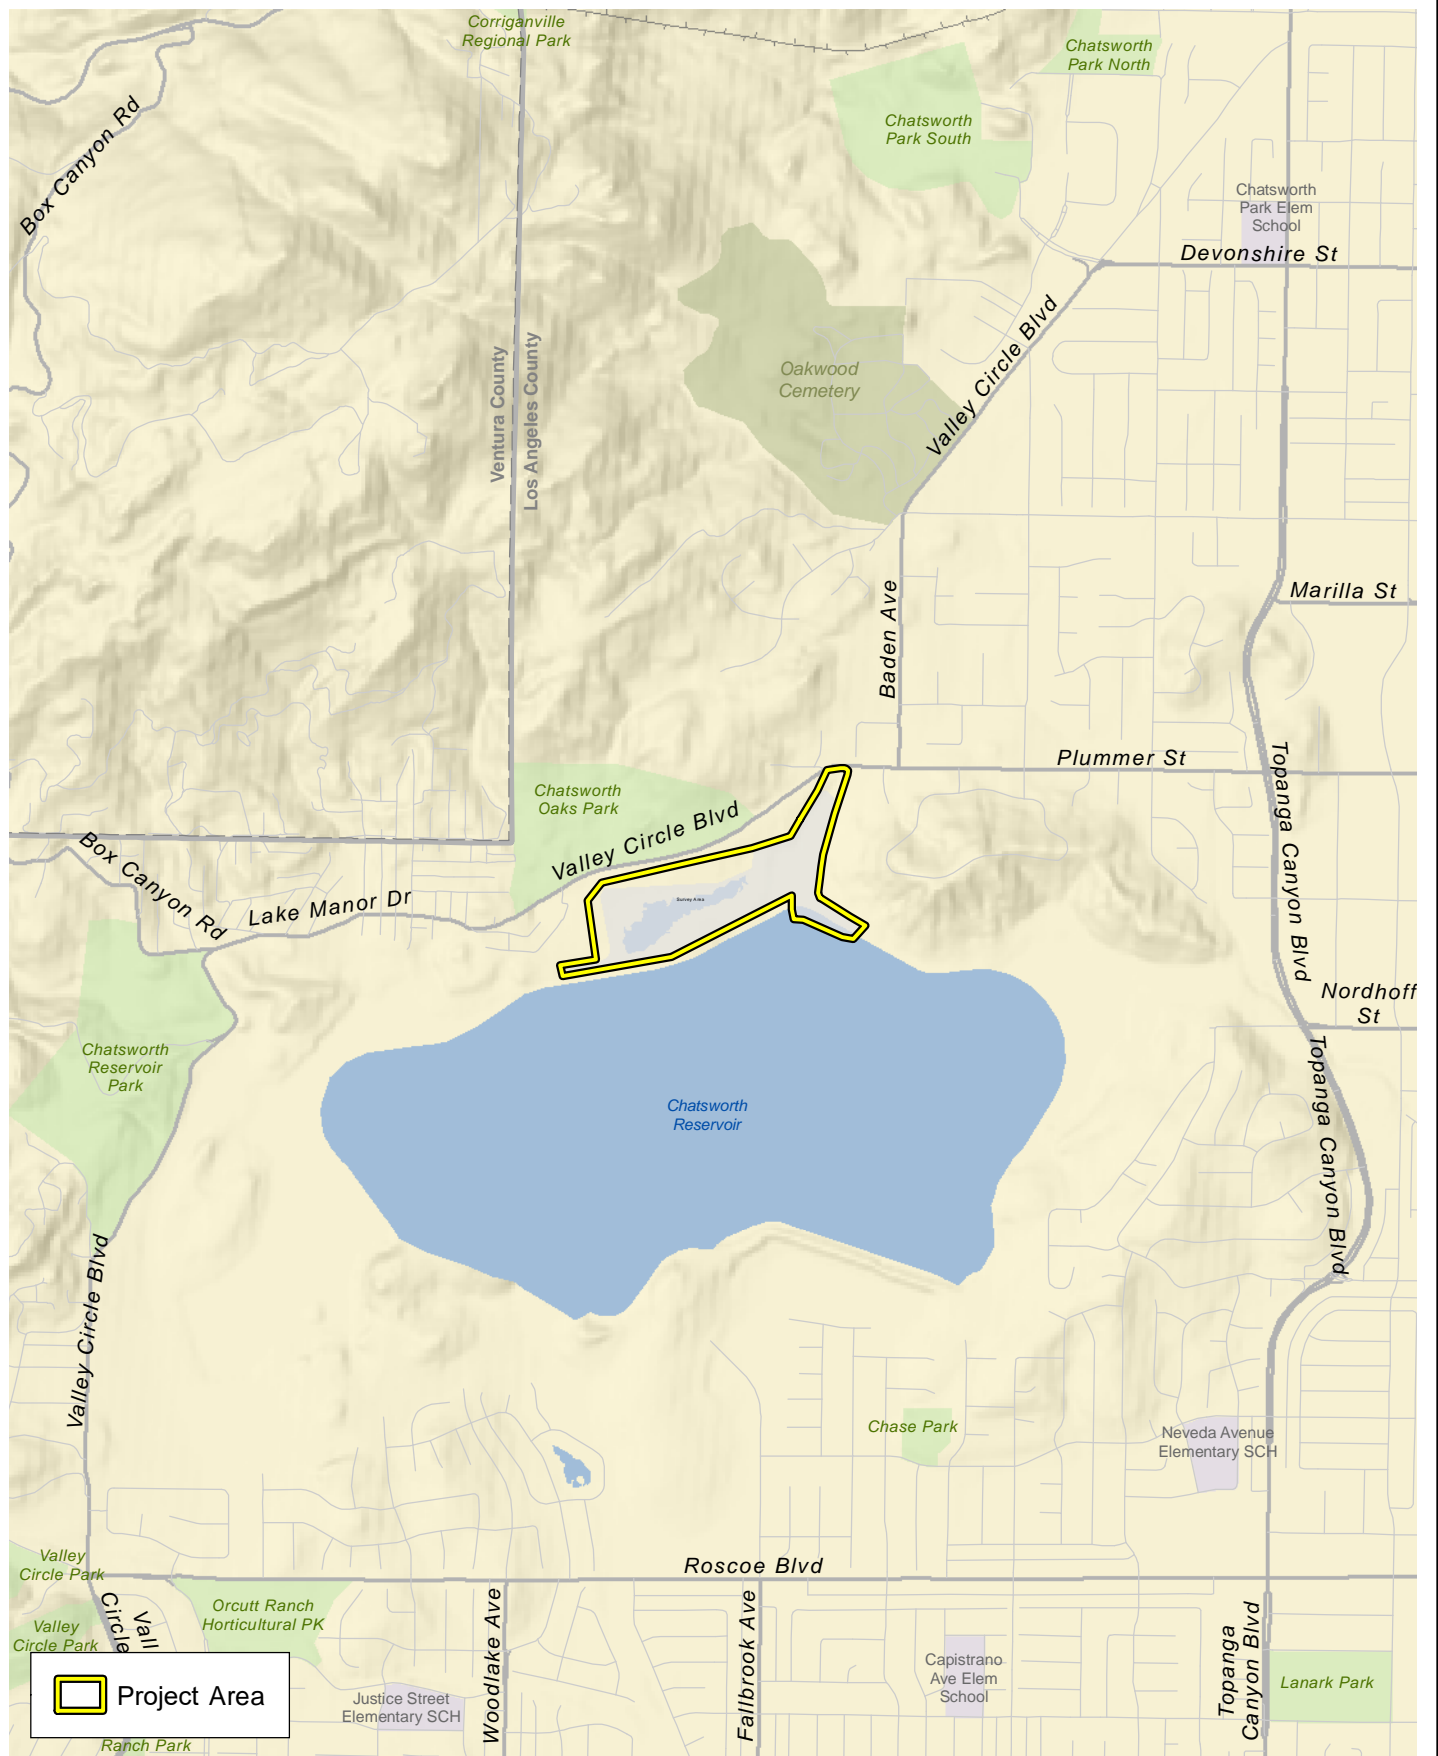 Corriganville
Regional Park
Chatsworth
Park North
Box Canyon Rd
Chatsworth
Park South
Chatsworth
Park Elem
School
Devonshire St
Ventura County
Los Angeles County
Oakwood
Cemetery
Valley Circle Blvd
Marilla St
Baden Ave
Plummer St
Topanga Canyon Blvd
Chatsworth
Oaks Park
Valley Circle Blvd
Box Canyon Rd
Lake Manor Dr
Survey Area
Nordhoff
St
Chatsworth
Reservoir
Park
Topanga Canyon Blvd
Chatsworth
Reservoir
Valley Circle Blvd
Chase Park
Neveda Avenue
Elementary SCH
Valley
Circle Park
Roscoe Blvd
Orcutt Ranch
Horticultural PK
Vall
Circle
Valley
Circle Park
Woodlake Ave
Fallbrook Ave
Capistrano
Ave Elem
School
Topanga
Canyon Blvd
Lanark Park
Project Area
Justice Street
Elementary SCH
Ranch Park